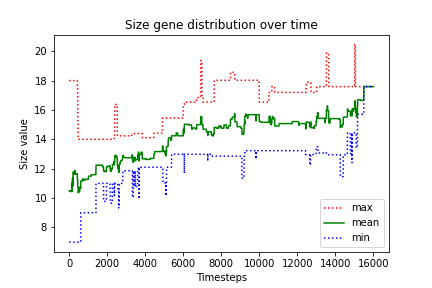 Size gene distribution over time
20
18
16
14
12
10
8
Size value
0 2000 4000 6000 8000 10000 12000 14000 16000
Timesteps
max
mean
min